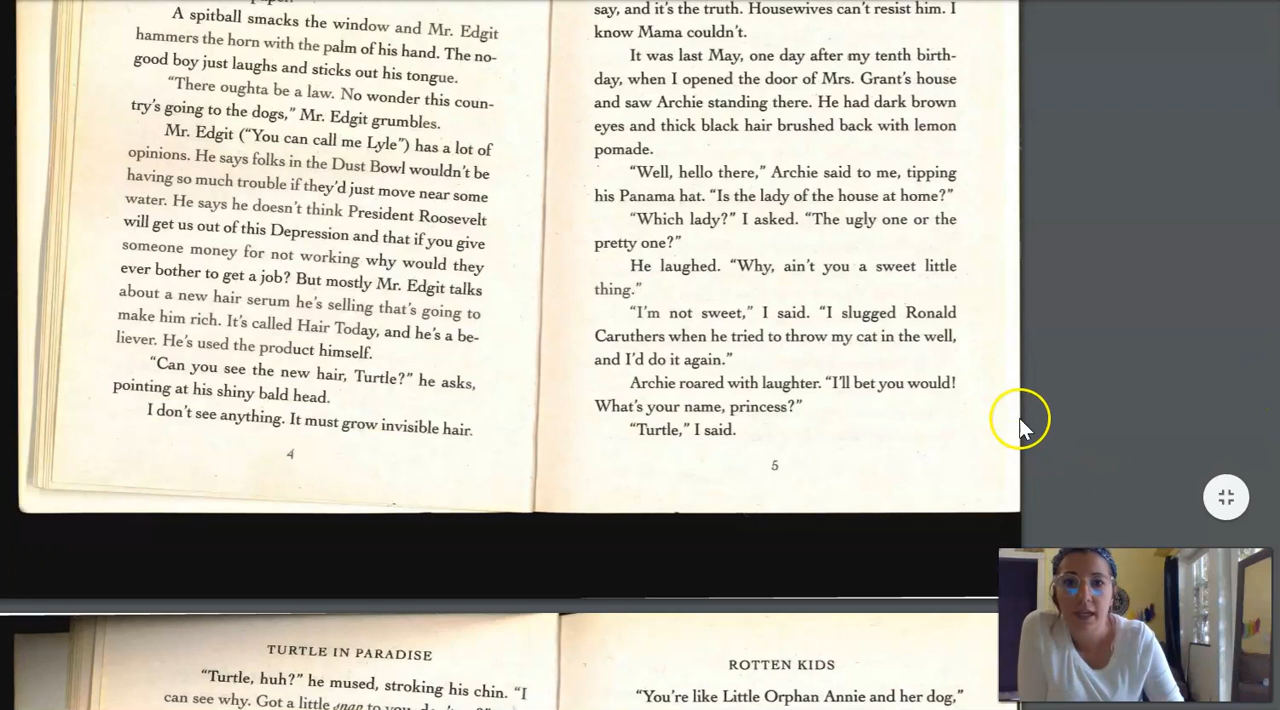 A spitball smacks the window and Mr. Edgit
hammers the horn with the palm of his hand. The no-
good boy just laughs and sticks out his tongue.
"There oughta be a law. No wonder this coun-
try's going to the dogs," Mr. Edgit grumbles.
Mr. Edgit ("You can call me Lyle") has a lot of
opinions. He says folks in the Dust Bowl wouldn't be
having so much trouble if they'd just move near some
water. He says he doesn't think President Roosevelt
will get us out of this Depression and that if you give
someone money for not working why would they
ever bother to get a job? But mostly Mr. Edgit talks
about a new hair serum he's selling that's going to
make him rich. It's called Hair Today, and he's a be-
liever. He's used the product himself.
"Can you see the new hair, Turtle?" he asks,
pointing at his shiny bald head.
I don't see anything. It must grow invisible hair.
4
say, and it's the truth. Housewives can't resist him. I
know Mama couldn't.
It was last May, one day after my tenth birth-
day, when I opened the door of Mrs. Grant's house
and saw Archie standing there. He had dark brown
eyes and thick black hair brushed back with lemon
pomade.
"Well, hello there," Archie said to me, tipping
his Panama hat. "Is the lady of the house at home?"
"Which lady?" I asked. "The ugly one or the
pretty one?"
He laughed. "Why, ain't you a sweet little
thing."
"I'm not sweet," I said. "I slugged Ronald
Caruthers when he tried to throw my cat in the well,
and I'd do it again."
Archie roared with laughter. "I'll bet you would!
What's your name, princess?"
"Turtle," I said.
5
TURTLE IN PARADISE
"Turtle, huh?" he mused, stroking his chin. "I
can see why. Got a little snap to you
ROTTEN KIDS
"You're like Little Orphan Annie and her dog,"